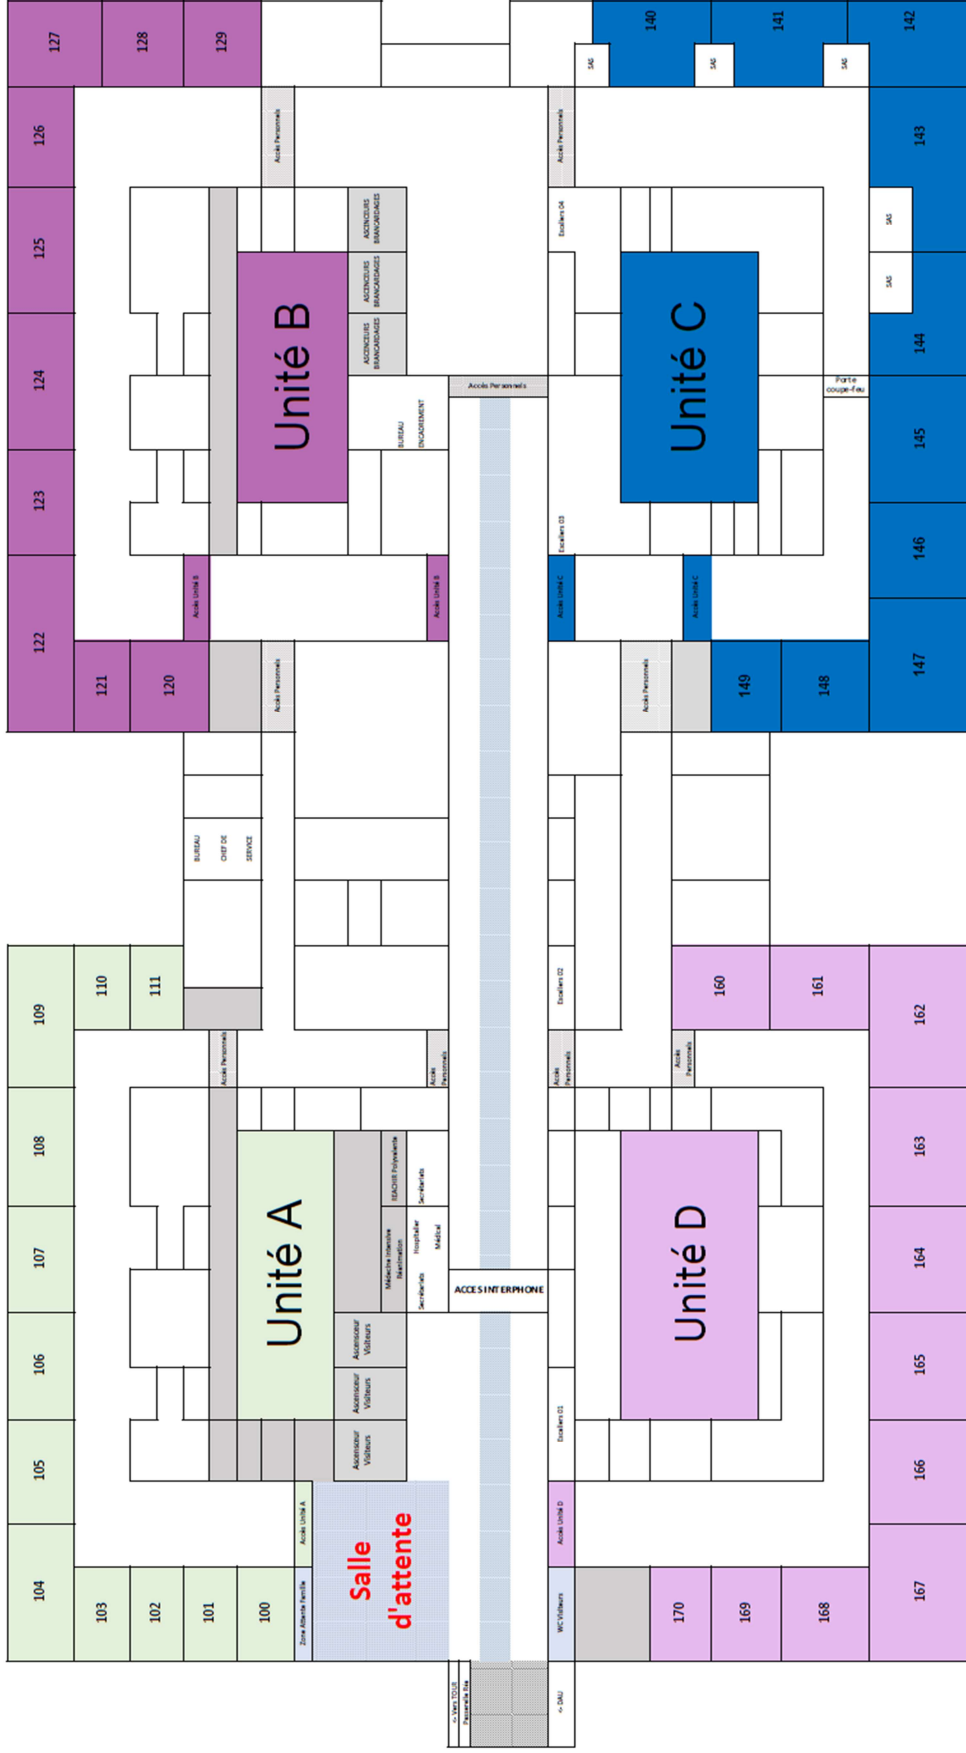 127
128
129
140
141
142
SAS
SAS
SAS
126
Accès Personnels
Accès Personnels
143
125
ASCENCEURS
BRANCARDAGES
Escaliers 04
SAS
ASCENCEURS
BRANCARDAGES
SAS
ASCENCEURS
BRANCARDAGES
144
Unité B
Unité C
124
Accès Personnels
Porte
coupe-feu
BUREAU
ENCADREMENT
145
123
Escaliers 03
146
122
Accès Unité B
Accès Unité B
Accès Unité C
Accès Unité C
147
121
120
Accès Personnels
Accès Personnels
149
148
BUREAU
CHEF DE
SERVICE
109
110
111
Escaliers 02
160
161
162
Accès Personnels
Accès
Personnels
Accès
Personnels
Accès
Personnels
108
REACHIR Polyvalente
Secrétariats
163
Unité A
Unité D
107
Médecine Intensive
Réanimation
Hospitalier
Médical
Secrétariats
ACCES INTERPHONE
164
106
Ascensceur
Visiteurs
165
Ascensceur
Visiteurs
105
Ascensceur
Visiteurs
Escaliers 01
166
Accès Unité A
Accès Unité D
104
103
102
101
100
Zone Attente Famille
Salle
d'attente
WC Visiteurs
170
169
168
167
<- Vers TOUR
Passerelle Rea
<- DAU